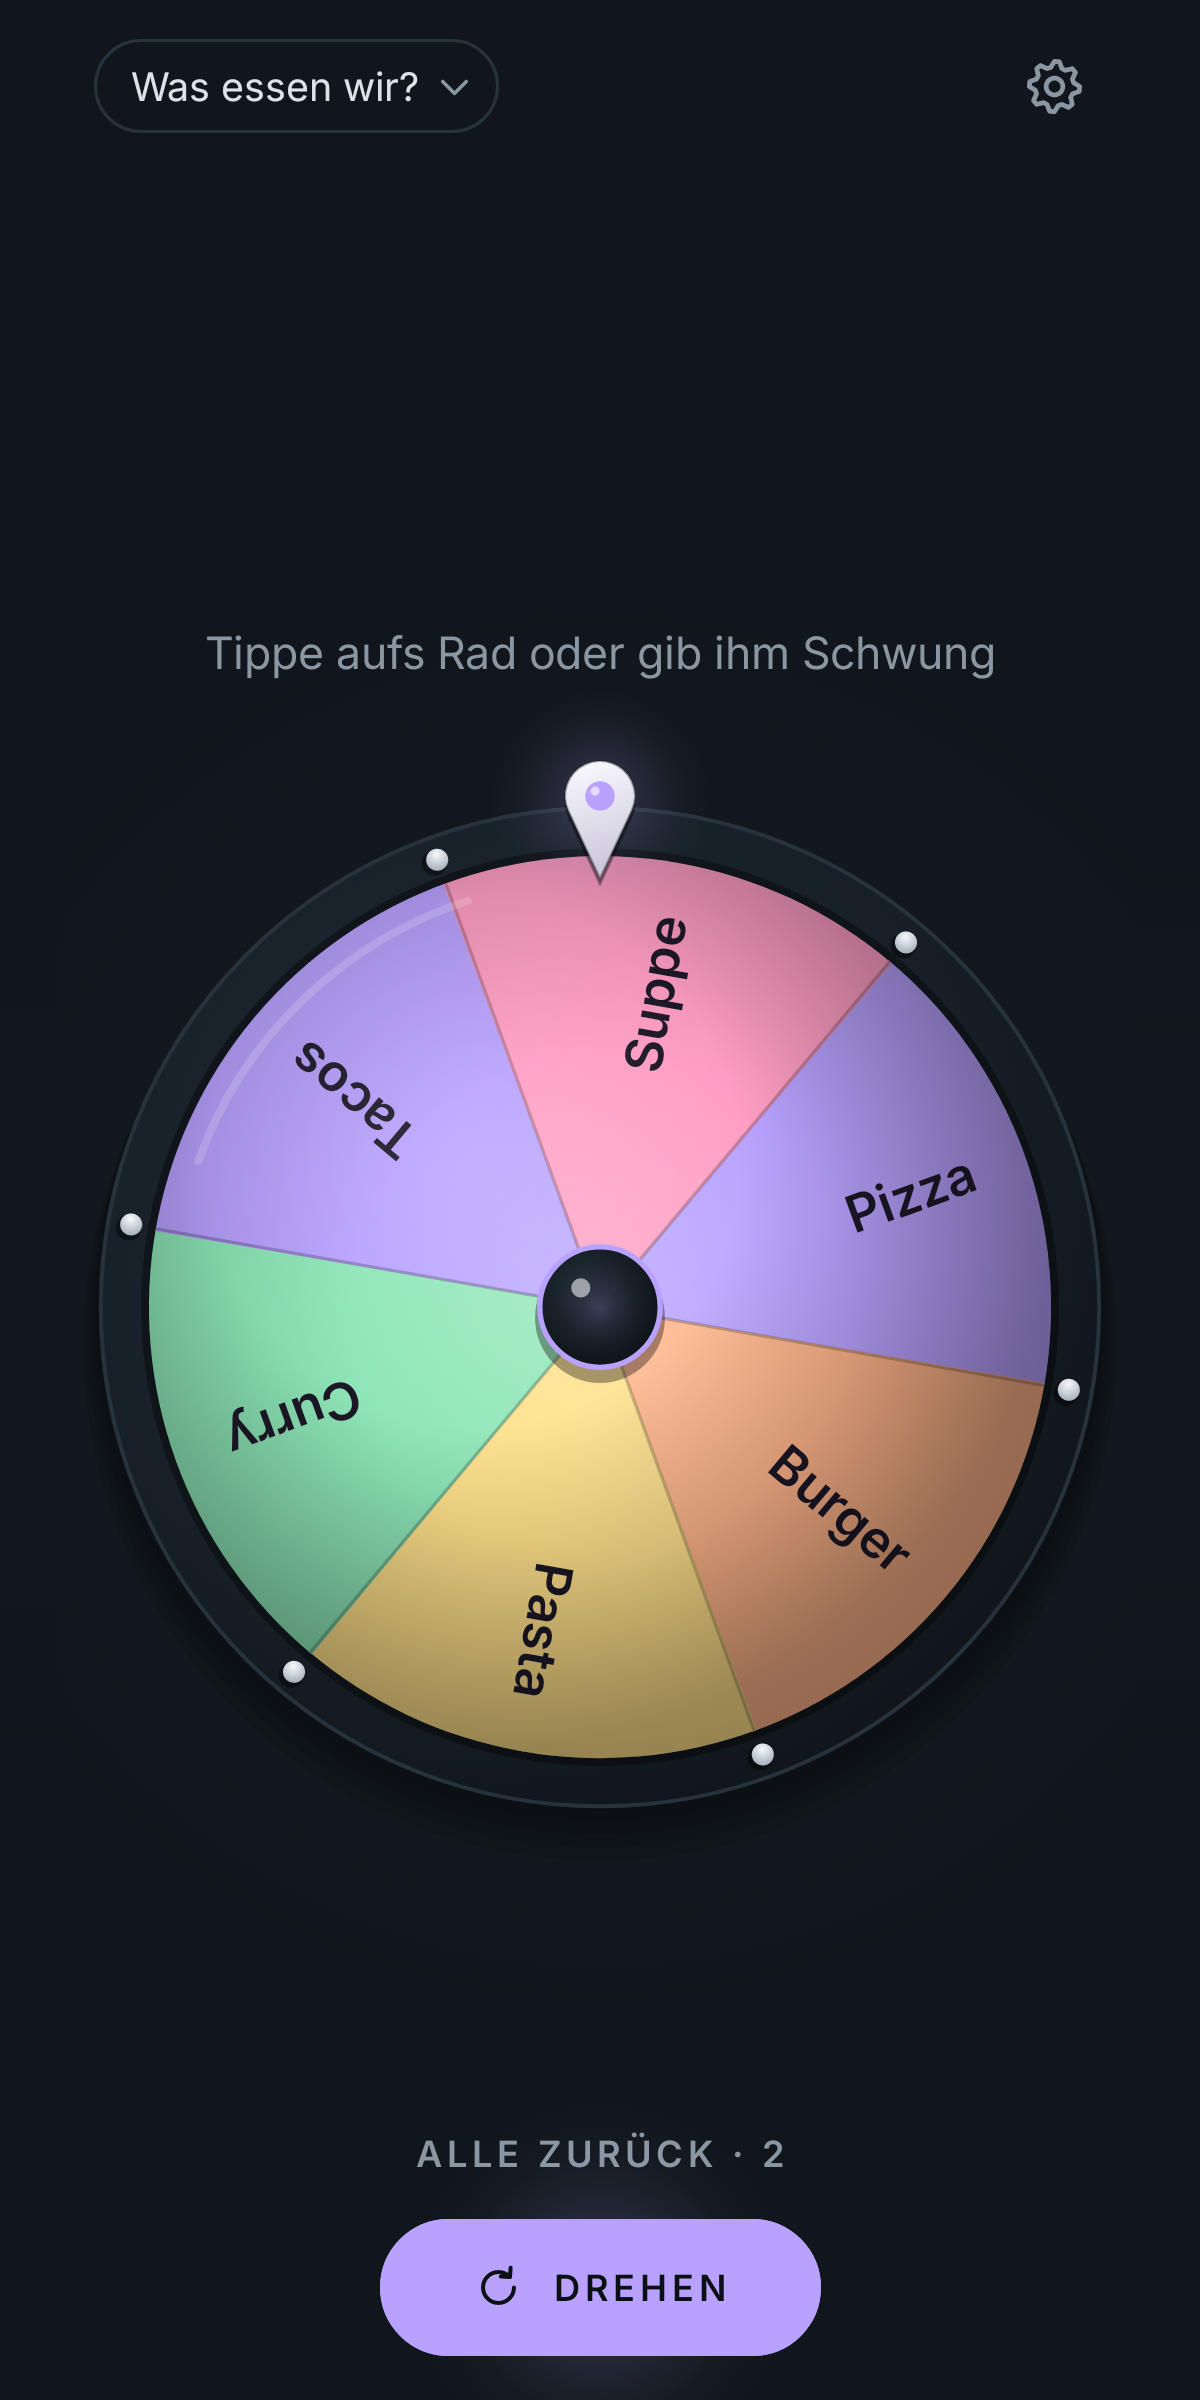 Was essen wir?
Tippe aufs Rad oder gib ihm Schwung
Suppe
Pizza
Burger
Pasta
Curry
Tacos
ALLE ZURÜCK · 2
DREHEN